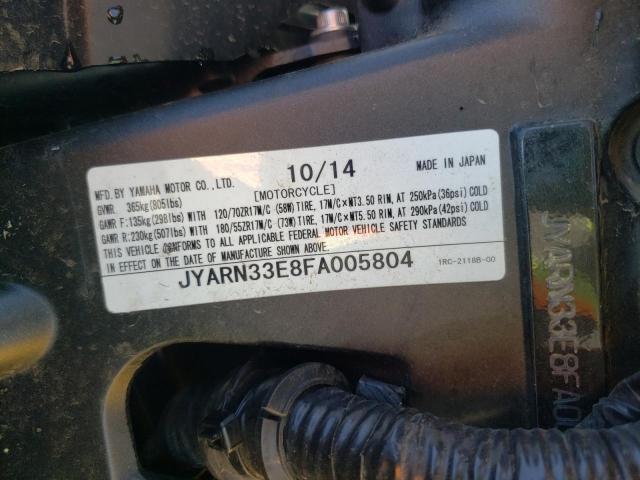 10/14
MADE IN JAPAN
MFD.BY YAMAHA MOTOR CO.,LTD.
[MOTORCYCLE]
GVWR. 365kg(805lbs)
GAWR F:135kg(298lbs) WITH 120/70ZR17M/C (58W) TIRE, 17M/C×MT3.50 RIM, AT 250kPa(36psi) COLD
GAWR R:230kg(507lbs) WITH 180/55ZR17M/C (73W) TIRE, 17M/C×MT5.50 RIM, AT 290kPa(42psi) COLD
THIS VEHICLE CONFORMS TO ALL APPLICABLE FEDERAL MOTOR VEHICLE SAFETY STANDARDS
IN EFFECT ON THE DATE OF MANUFACTURE SHOWN ABOVE.
JYARN33E8FA005804
1RC-2118B-00
JYARN33E8FA0